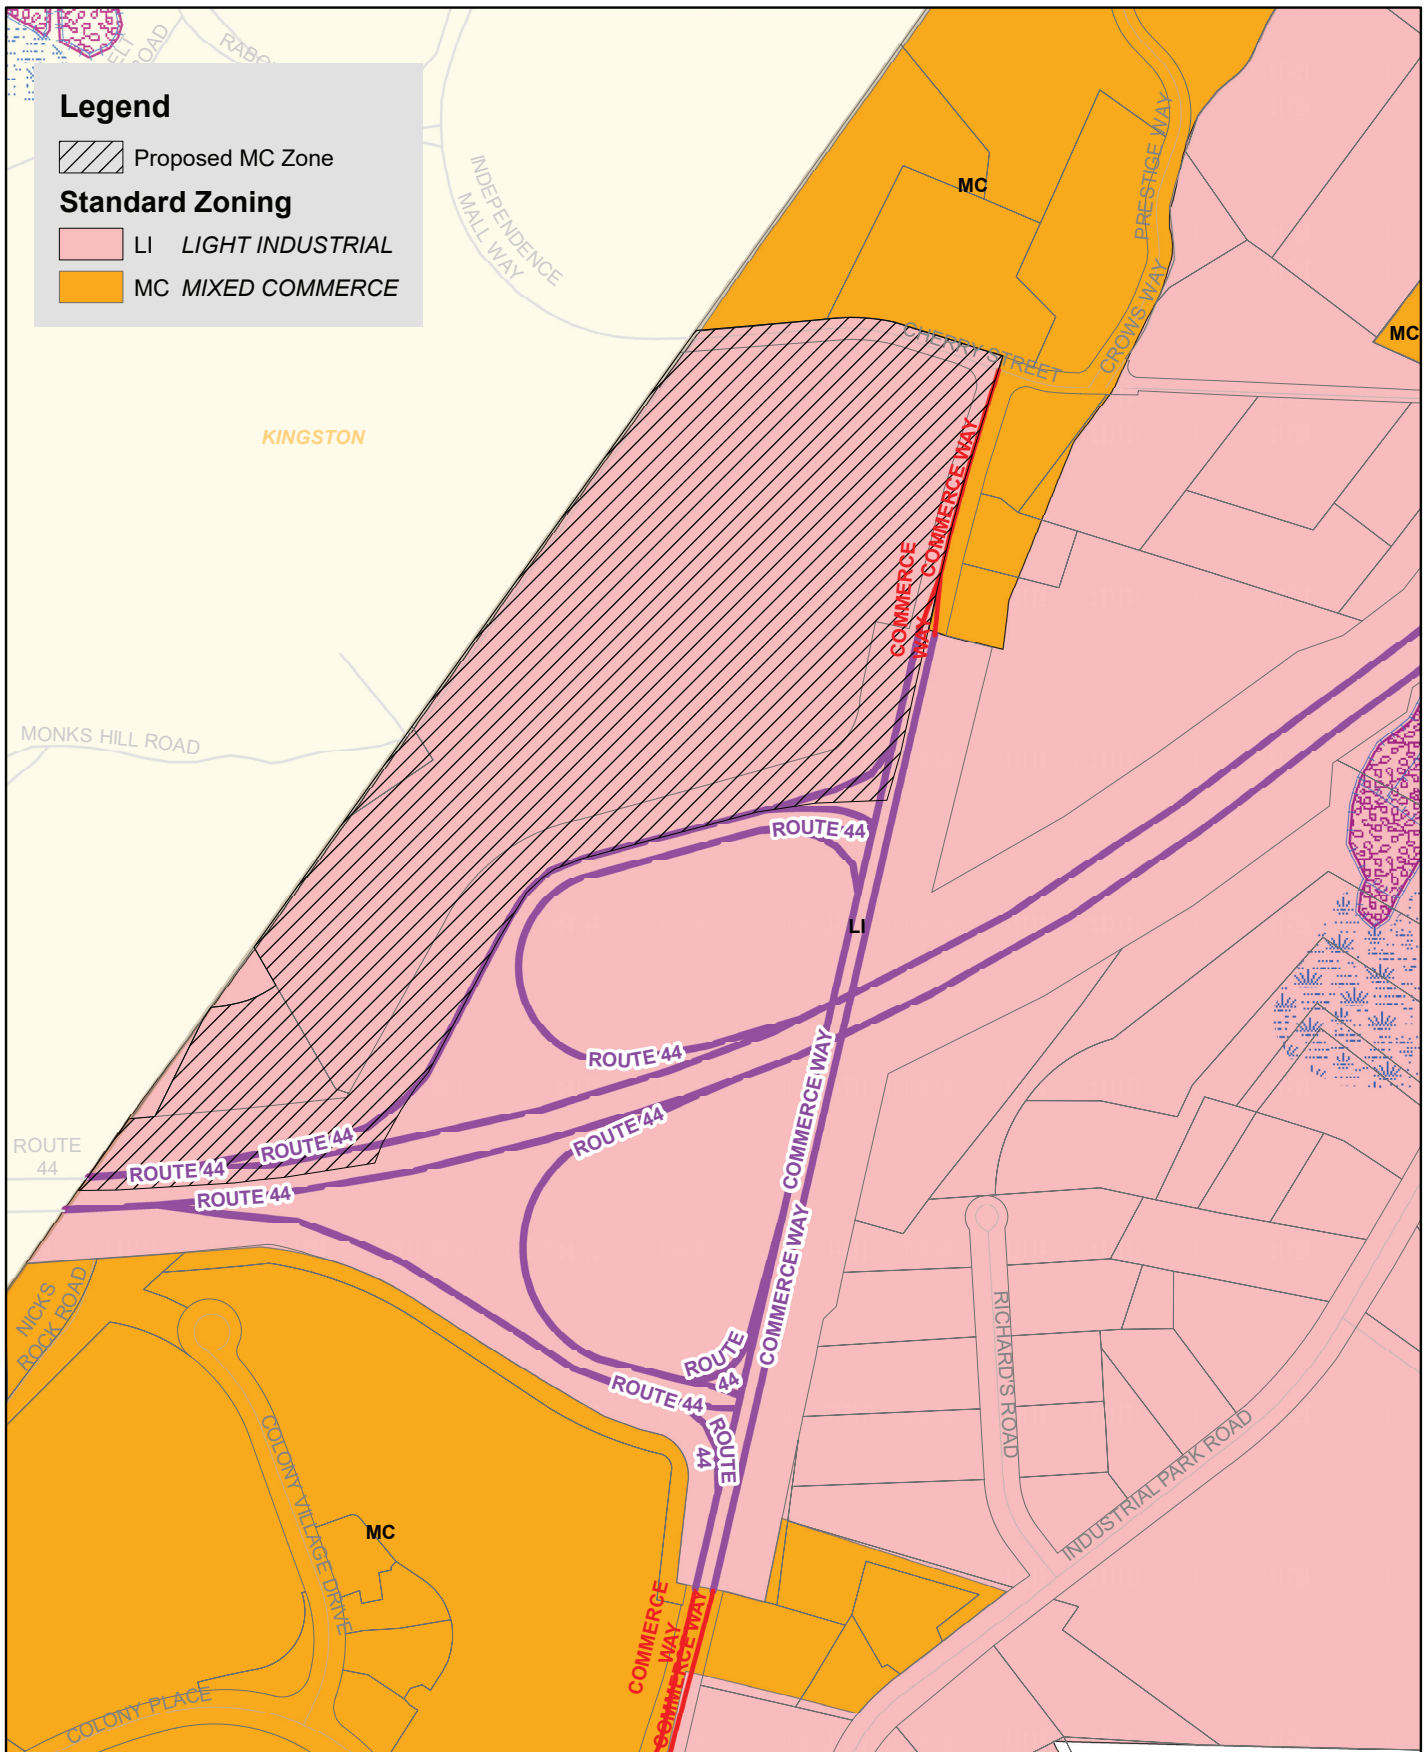 ROAD
Legend
Proposed MC Zone
Standard Zoning
LI LIGHT INDUSTRIAL
MC MIXED COMMERCE
INDEPENDENCE
MALL WAY
MC
PRESTIGE WAY
CROWS WAY
MC
CHERRY STREET
KINGSTON
COMMERCE WAY
COMMERCE
WAY
MONKS HILL ROAD
ROUTE 44
LI
ROUTE 44
COMMERCE WAY
ROUTE 44
ROUTE
44
ROUTE 44
ROUTE 44
ROUTE 44
COMMERCE WAY
NICKS
ROCK ROAD
RICHARD'S ROAD
ROUTE
44
ROUTE 44
ROUTE
44
INDUSTRIAL PARK ROAD
COLONY VILLAGE DRIVE
MC
COMMERCE
WAY
COMMERCE WAY
COLONY PLACE